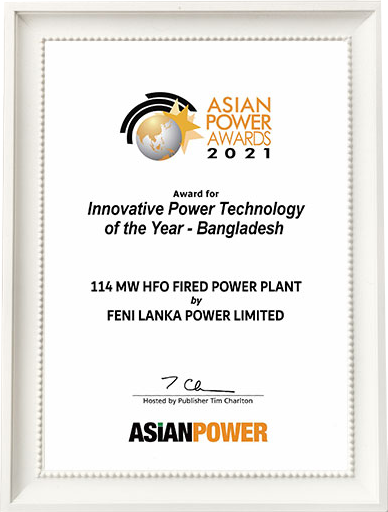 ASIAN
POWER
AWARDS
2021
Award for
Innovative Power Technology
of the Year - Bangladesh
114 MW HFO FIRED POWER PLANT
by
FENI LANKA POWER LIMITED
Hosted by Publisher Tim Charlton
ASIANPOWER